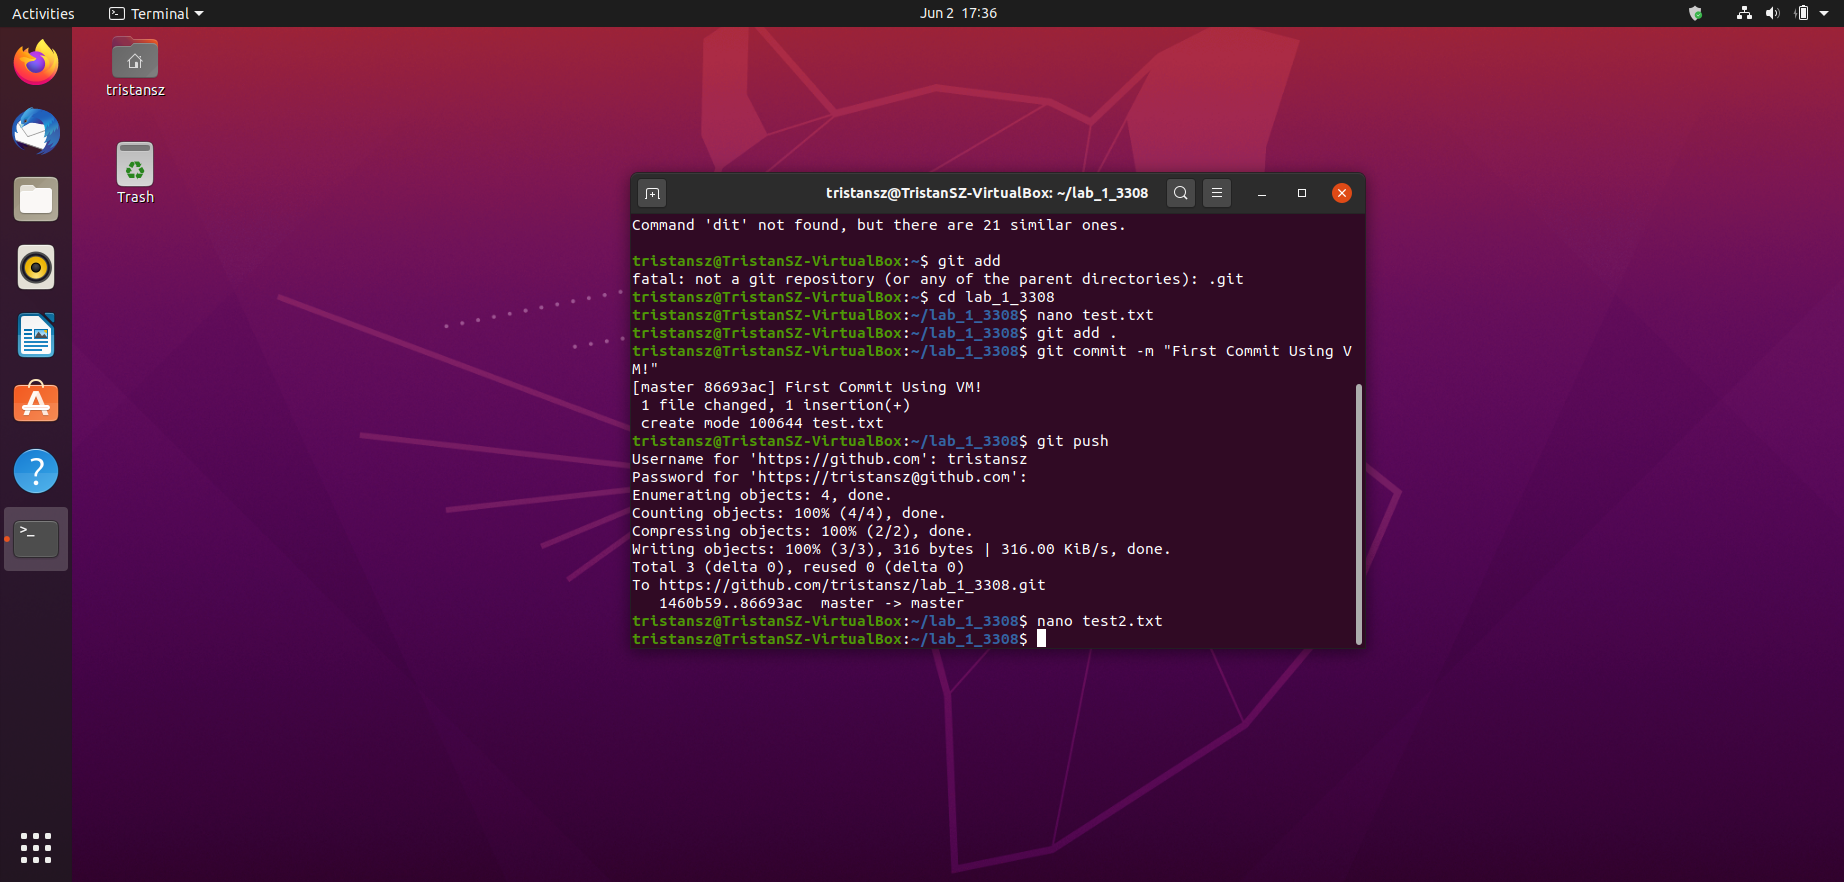 Activities
Terminal
Jun 2 17:36
tristansz
Trash
tristansz@TristanSZ-VirtualBox: ~/lab_1_3308
Command 'dit' not found, but there are 21 similar ones.
tristansz@TristanSZ-VirtualBox:~$ git add
fatal: not a git repository (or any of the parent directories): .git
tristansz@TristanSZ-VirtualBox:~$ cd lab_1_3308
tristansz@TristanSZ-VirtualBox:~/lab_1_3308$ nano test.txt
tristansz@TristanSZ-VirtualBox:~/lab_1_3308$ git add .
tristansz@TristanSZ-VirtualBox:~/lab_1_3308$ git commit -m "First Commit Using V
M!"
[master 86693ac] First Commit Using VM!
 1 file changed, 1 insertion(+)
 create mode 100644 test.txt
tristansz@TristanSZ-VirtualBox:~/lab_1_3308$ git push
Username for 'https://github.com': tristansz
Password for 'https://tristansz@github.com':
Enumerating objects: 4, done.
Counting objects: 100% (4/4), done.
Compressing objects: 100% (2/2), done.
Writing objects: 100% (3/3), 316 bytes | 316.00 KiB/s, done.
Total 3 (delta 0), reused 0 (delta 0)
To https://github.com/tristansz/lab_1_3308.git
   1460b59..86693ac  master -> master
tristansz@TristanSZ-VirtualBox:~/lab_1_3308$ nano test2.txt
tristansz@TristanSZ-VirtualBox:~/lab_1_3308$